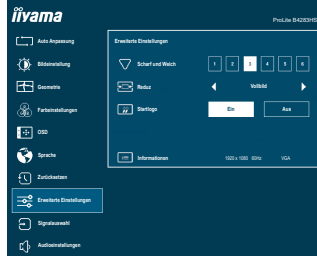 iiyama
ProLite B4283HS
Auto Anpassung
Erweiterte Einstellungen
Bildeinstellung
Scharf und Weich
1 2 3 4 5 6
Geometrie
Reduz
Vollbild
Farbeinstellungen
Startlogo
Ein
Aus
OSD
Sprache
Informationen
1920 x 1080 60Hz VGA
Zurücksetzen
Erweiterte Einstellungen
Signalauswahl
Audioeinstellungen